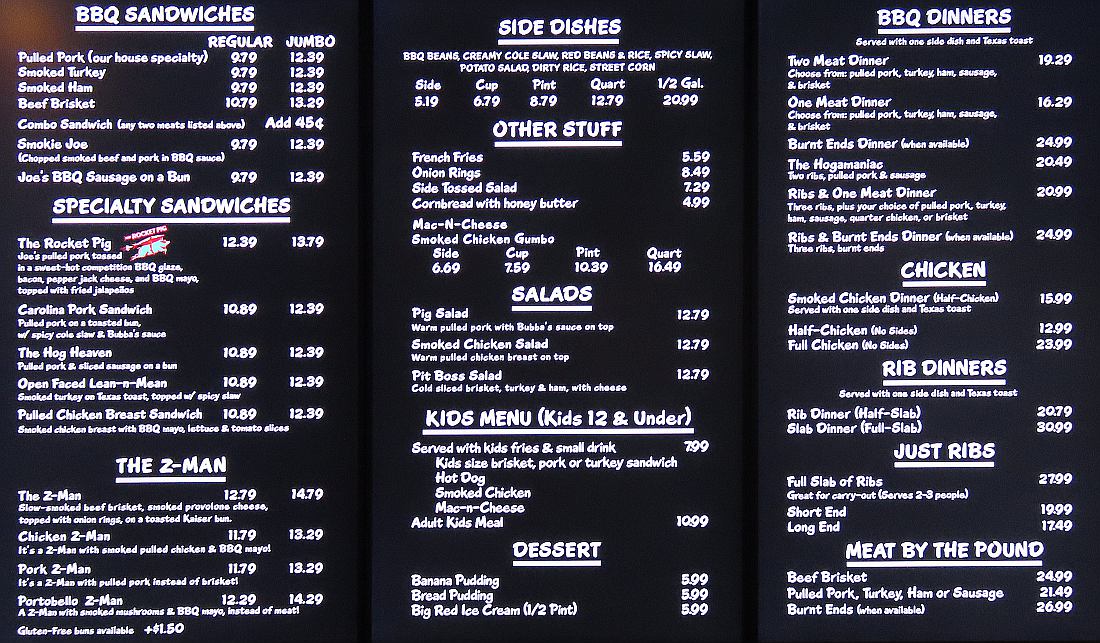 BBQ SANDWICHES
REGULAR JUMBO
Pulled Pork (our house specialty) 9.79 12.39
Smoked Turkey 9.79 12.39
Smoked Ham 9.79 12.39
Beef Brisket 10.79 13.29
Combo Sandwich (any two meats listed above) Add 45¢
Smokie Joe 9.79 12.39
(Chopped smoked beef and pork in BBQ sauce)
Joe's BBQ Sausage on a Bun 9.79 12.39
SPECIALTY SANDWICHES
The Rocket Pig THE ROCKET PIG 12.39 13.79
Joe's pulled pork tossed
in a sweet-hot competition BBQ glaze,
bacon, pepper jack cheese, and BBQ mayo,
topped with fried jalapeños
Carolina Pork Sandwich 10.89 12.39
Pulled pork on a toasted bun,
w/ spicy cole slaw & Bubba's sauce
The Hog Heaven 10.89 12.39
Pulled pork & sliced sausage on a bun
Open Faced Lean-n-Mean 10.89 12.39
Smoked turkey on Texas toast, topped w/ spicy slaw
Pulled Chicken Breast Sandwich 10.89 12.39
Smoked chicken breast with BBQ mayo, lettuce & tomato slices
THE Z-MAN
The Z-Man 12.79 14.79
Slow-smoked beef brisket, smoked provolone cheese,
topped with onion rings, on a toasted Kaiser bun.
Chicken Z-Man 11.79 13.29
It's a Z-Man with smoked pulled chicken & BBQ mayo!
Pork Z-Man 11.79 13.29
It's a Z-Man with pulled pork instead of brisket!
Portobello Z-Man 12.29 14.29
A Z-Man with smoked mushrooms & BBQ mayo, instead of meat!
Gluten-Free buns available +$1.50
SIDE DISHES
BBQ BEANS, CREAMY COLE SLAW, RED BEANS & RICE, SPICY SLAW,
POTATO SALAD, DIRTY RICE, STREET CORN
Side Cup Pint Quart 1/2 Gal.
5.19 6.79 8.79 12.79 20.99
OTHER STUFF
French Fries 5.59
Onion Rings 8.49
Side Tossed Salad 7.29
Cornbread with honey butter 4.99
Mac-N-Cheese
Smoked Chicken Gumbo
Side Cup Pint Quart
6.69 7.59 10.39 16.49
SALADS
Pig Salad 12.79
Warm pulled pork with Bubba's sauce on top
Smoked Chicken Salad 12.79
Warm pulled chicken breast on top
Pit Boss Salad 12.79
Cold sliced brisket, turkey & ham, with cheese
KIDS MENU (Kids 12 & Under)
Served with kids fries & small drink 7.99
Kids size brisket, pork or turkey sandwich
Hot Dog
Smoked Chicken
Mac-n-Cheese
Adult Kids Meal 10.99
DESSERT
Banana Pudding 5.99
Bread Pudding 5.99
Big Red Ice Cream (1/2 Pint) 5.99
BBQ DINNERS
Served with one side dish and Texas toast
Two Meat Dinner 19.29
Choose from: pulled pork, turkey, ham, sausage,
& brisket
One Meat Dinner 16.29
Choose from: pulled pork, turkey, ham, sausage,
& brisket
Burnt Ends Dinner (when available) 24.99
The Hogamaniac 20.49
Two ribs, pulled pork & sausage
Ribs & One Meat Dinner 20.99
Three ribs, plus your choice of pulled pork, turkey,
ham, sausage, quarter chicken, or brisket
Ribs & Burnt Ends Dinner (when available) 24.99
Three ribs, burnt ends
CHICKEN
Smoked Chicken Dinner (Half-Chicken) 15.99
Served with one side dish and Texas toast
Half-Chicken (No Sides) 12.99
Full Chicken (No Sides) 23.99
RIB DINNERS
Served with one side dish and Texas toast
Rib Dinner (Half-Slab) 20.79
Slab Dinner (Full-Slab) 30.99
JUST RIBS
Full Slab of Ribs 27.99
Great for carry-out (Serves 2-3 people)
Short End 19.99
Long End 17.49
MEAT BY THE POUND
Beef Brisket 24.99
Pulled Pork, Turkey, Ham or Sausage 21.49
Burnt Ends (when available) 26.99